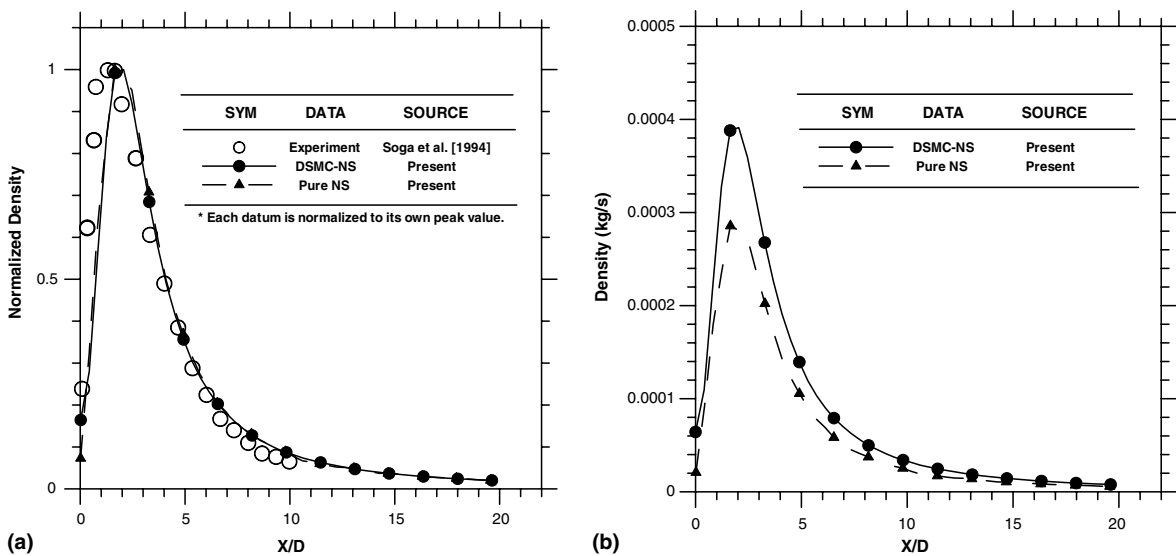 1
0.5
0
0 5 10 15 20
Normalized Density
X/D
(a)
SYM DATA SOURCE
Experiment Soga et al. [1994]
DSMC-NS Present
Pure NS Present
* Each datum is normalized to its own peak value.
0.0005
0.0004
0.0003
0.0002
0.0001
0
0 5 10 15 20
Density (kg/s)
X/D
(b)
SYM DATA SOURCE
DSMC-NS Present
Pure NS Present